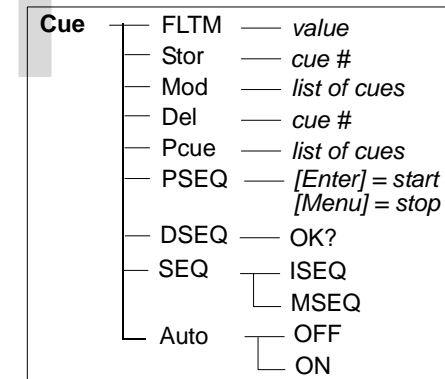 Cue FLTM value
Stor cue #
Mod list of cues
Del cue #
Pcue list of cues
PSEQ [Enter] = start
[Menu] = stop
DSEQ OK?
SEQ ISEQ
MSEQ
Auto OFF
ON